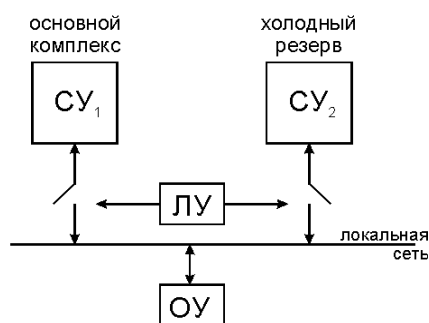 основной
комплекс
холодный
резерв
СУ₁
СУ₂
ЛУ
локальная
сеть
ОУ